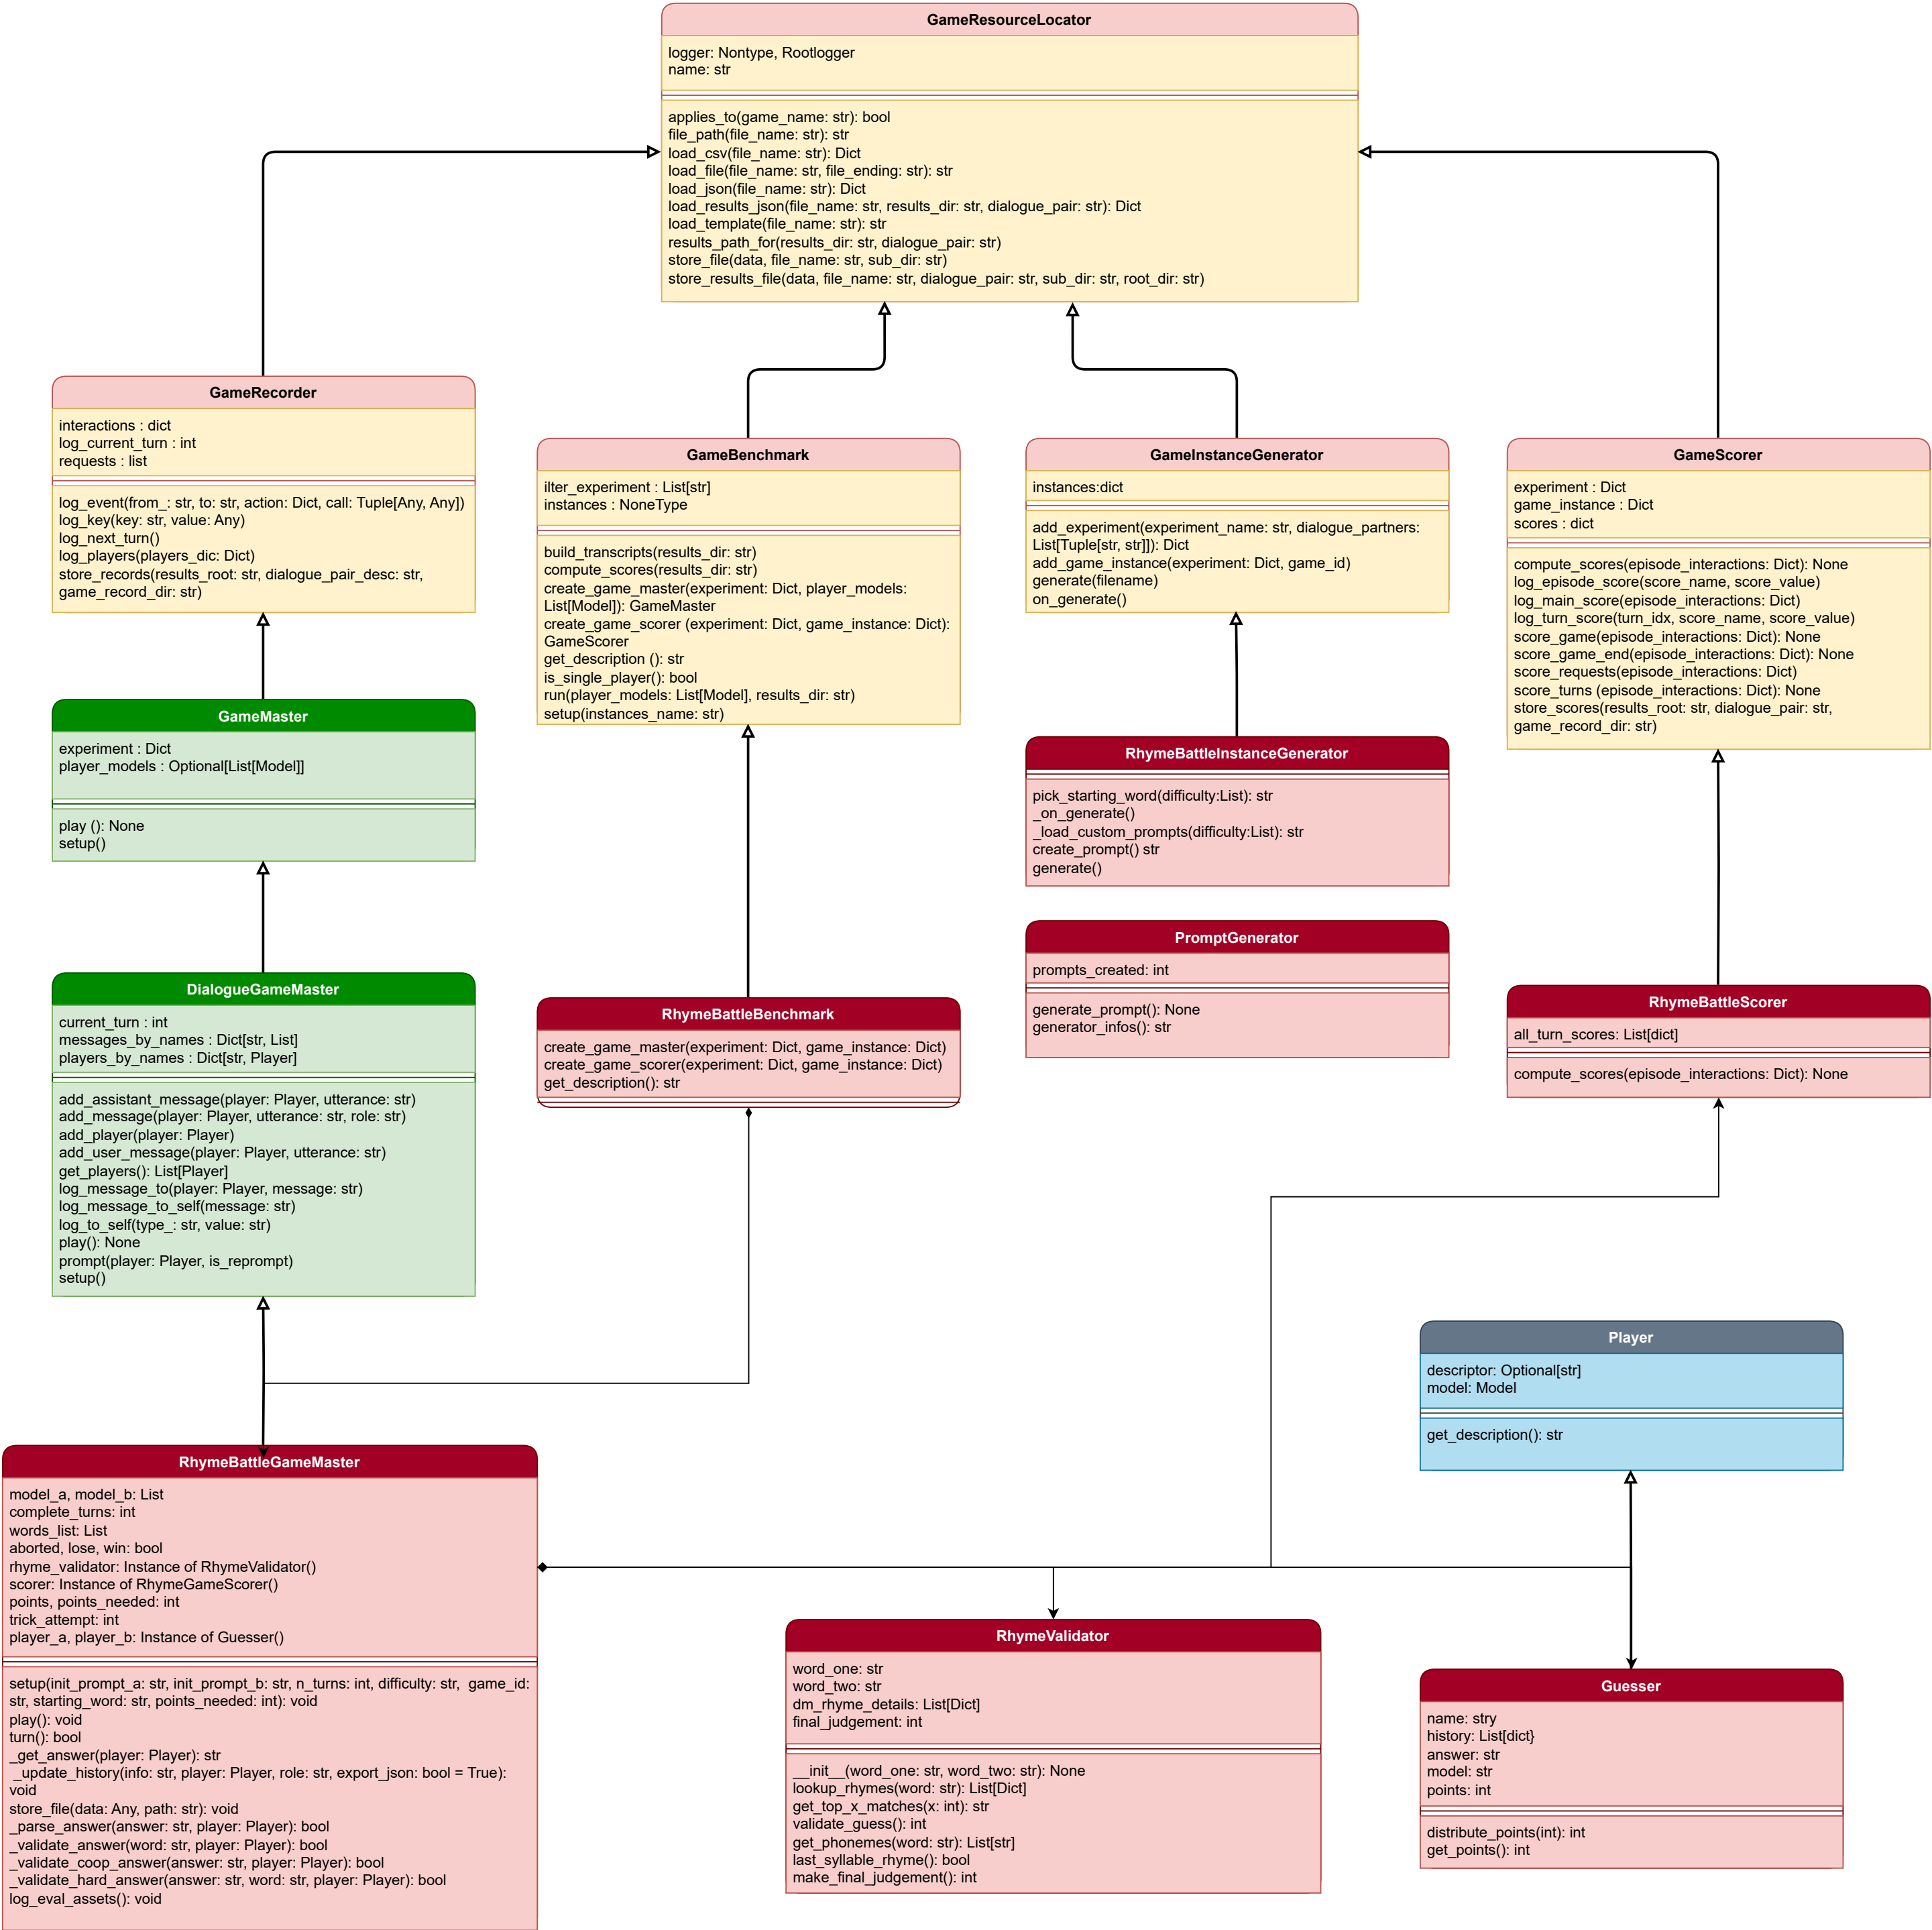 GameResourceLocator
logger: Nontype, Rootlogger
name: str
applies_to(game_name: str): bool
file_path(file_name: str): str
load_csv(file_name: str): Dict
load_file(file_name: str, file_ending: str): str
load_json(file_name: str): Dict
load_results_json(file_name: str, results_dir: str, dialogue_pair: str): Dict
load_template(file_name: str): str
results_path_for(results_dir: str, dialogue_pair: str)
store_file(data, file_name: str, sub_dir: str)
store_results_file(data, file_name: str, dialogue_pair: str, sub_dir: str, root_dir: str)
GameRecorder
interactions : dict
log_current_turn : int
requests : list
log_event(from_: str, to: str, action: Dict, call: Tuple[Any, Any])
log_key(key: str, value: Any)
log_next_turn()
log_players(players_dic: Dict)
store_records(results_root: str, dialogue_pair_desc: str,
game_record_dir: str)
GameBenchmark
ilter_experiment : List[str]
instances : NoneType
build_transcripts(results_dir: str)
compute_scores(results_dir: str)
create_game_master(experiment: Dict, player_models:
List[Model]): GameMaster
create_game_scorer (experiment: Dict, game_instance: Dict):
GameScorer
get_description (): str
is_single_player(): bool
run(player_models: List[Model], results_dir: str)
setup(instances_name: str)
GameInstanceGenerator
instances:dict
add_experiment(experiment_name: str, dialogue_partners:
List[Tuple[str, str]]): Dict
add_game_instance(experiment: Dict, game_id)
generate(filename)
on_generate()
GameScorer
experiment : Dict
game_instance : Dict
scores : dict
compute_scores(episode_interactions: Dict): None
log_episode_score(score_name, score_value)
log_main_score(episode_interactions: Dict)
log_turn_score(turn_idx, score_name, score_value)
score_game(episode_interactions: Dict): None
score_game_end(episode_interactions: Dict): None
score_requests(episode_interactions: Dict)
score_turns (episode_interactions: Dict): None
store_scores(results_root: str, dialogue_pair: str,
game_record_dir: str)
GameMaster
experiment : Dict
player_models : Optional[List[Model]]
play (): None
setup()
RhymeBattleInstanceGenerator
pick_starting_word(difficulty:List): str
_on_generate()
_load_custom_prompts(difficulty:List): str
create_prompt() str
generate()
PromptGenerator
prompts_created: int
generate_prompt(): None
generator_infos(): str
DialogueGameMaster
current_turn : int
messages_by_names : Dict[str, List]
players_by_names : Dict[str, Player]
add_assistant_message(player: Player, utterance: str)
add_message(player: Player, utterance: str, role: str)
add_player(player: Player)
add_user_message(player: Player, utterance: str)
get_players(): List[Player]
log_message_to(player: Player, message: str)
log_message_to_self(message: str)
log_to_self(type_: str, value: str)
play(): None
prompt(player: Player, is_reprompt)
setup()
RhymeBattleBenchmark
create_game_master(experiment: Dict, game_instance: Dict)
create_game_scorer(experiment: Dict, game_instance: Dict)
get_description(): str
RhymeBattleScorer
all_turn_scores: List[dict]
compute_scores(episode_interactions: Dict): None
Player
descriptor: Optional[str]
model: Model
get_description(): str
RhymeBattleGameMaster
model_a, model_b: List
complete_turns: int
words_list: List
aborted, lose, win: bool
rhyme_validator: Instance of RhymeValidator()
scorer: Instance of RhymeGameScorer()
points, points_needed: int
trick_attempt: int
player_a, player_b: Instance of Guesser()
setup(init_prompt_a: str, init_prompt_b: str, n_turns: int, difficulty: str,  game_id:
str, starting_word: str, points_needed: int): void
play(): void
turn(): bool
_get_answer(player: Player): str
_update_history(info: str, player: Player, role: str, export_json: bool = True):
void
store_file(data: Any, path: str): void
_parse_answer(answer: str, player: Player): bool
_validate_answer(word: str, player: Player): bool
_validate_coop_answer(answer: str, player: Player): bool
_validate_hard_answer(answer: str, word: str, player: Player): bool
log_eval_assets(): void
RhymeValidator
word_one: str
word_two: str
dm_rhyme_details: List[Dict]
final_judgement: int
__init__(word_one: str, word_two: str): None
lookup_rhymes(word: str): List[Dict]
get_top_x_matches(x: int): str
validate_guess(): int
get_phonemes(word: str): List[str]
last_syllable_rhyme(): bool
make_final_judgement(): int
Guesser
name: stry
history: List[dict}
answer: str
model: str
points: int
distribute_points(int): int
get_points(): int